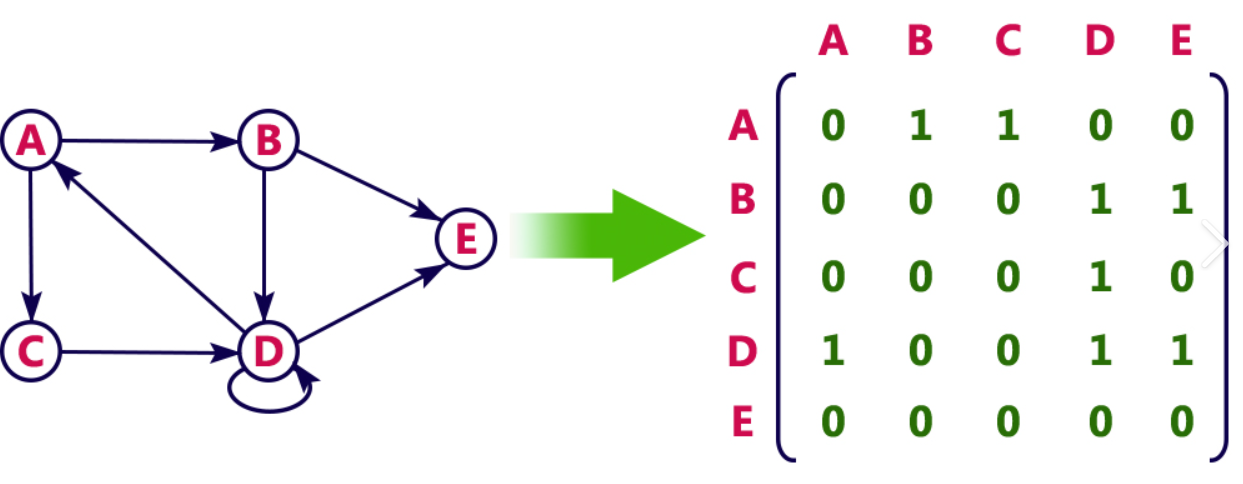 A B E C D
A B C D E
A 0 1 1 0 0
B 0 0 0 1 1
C 0 0 0 1 0
D 1 0 0 1 1
E 0 0 0 0 0